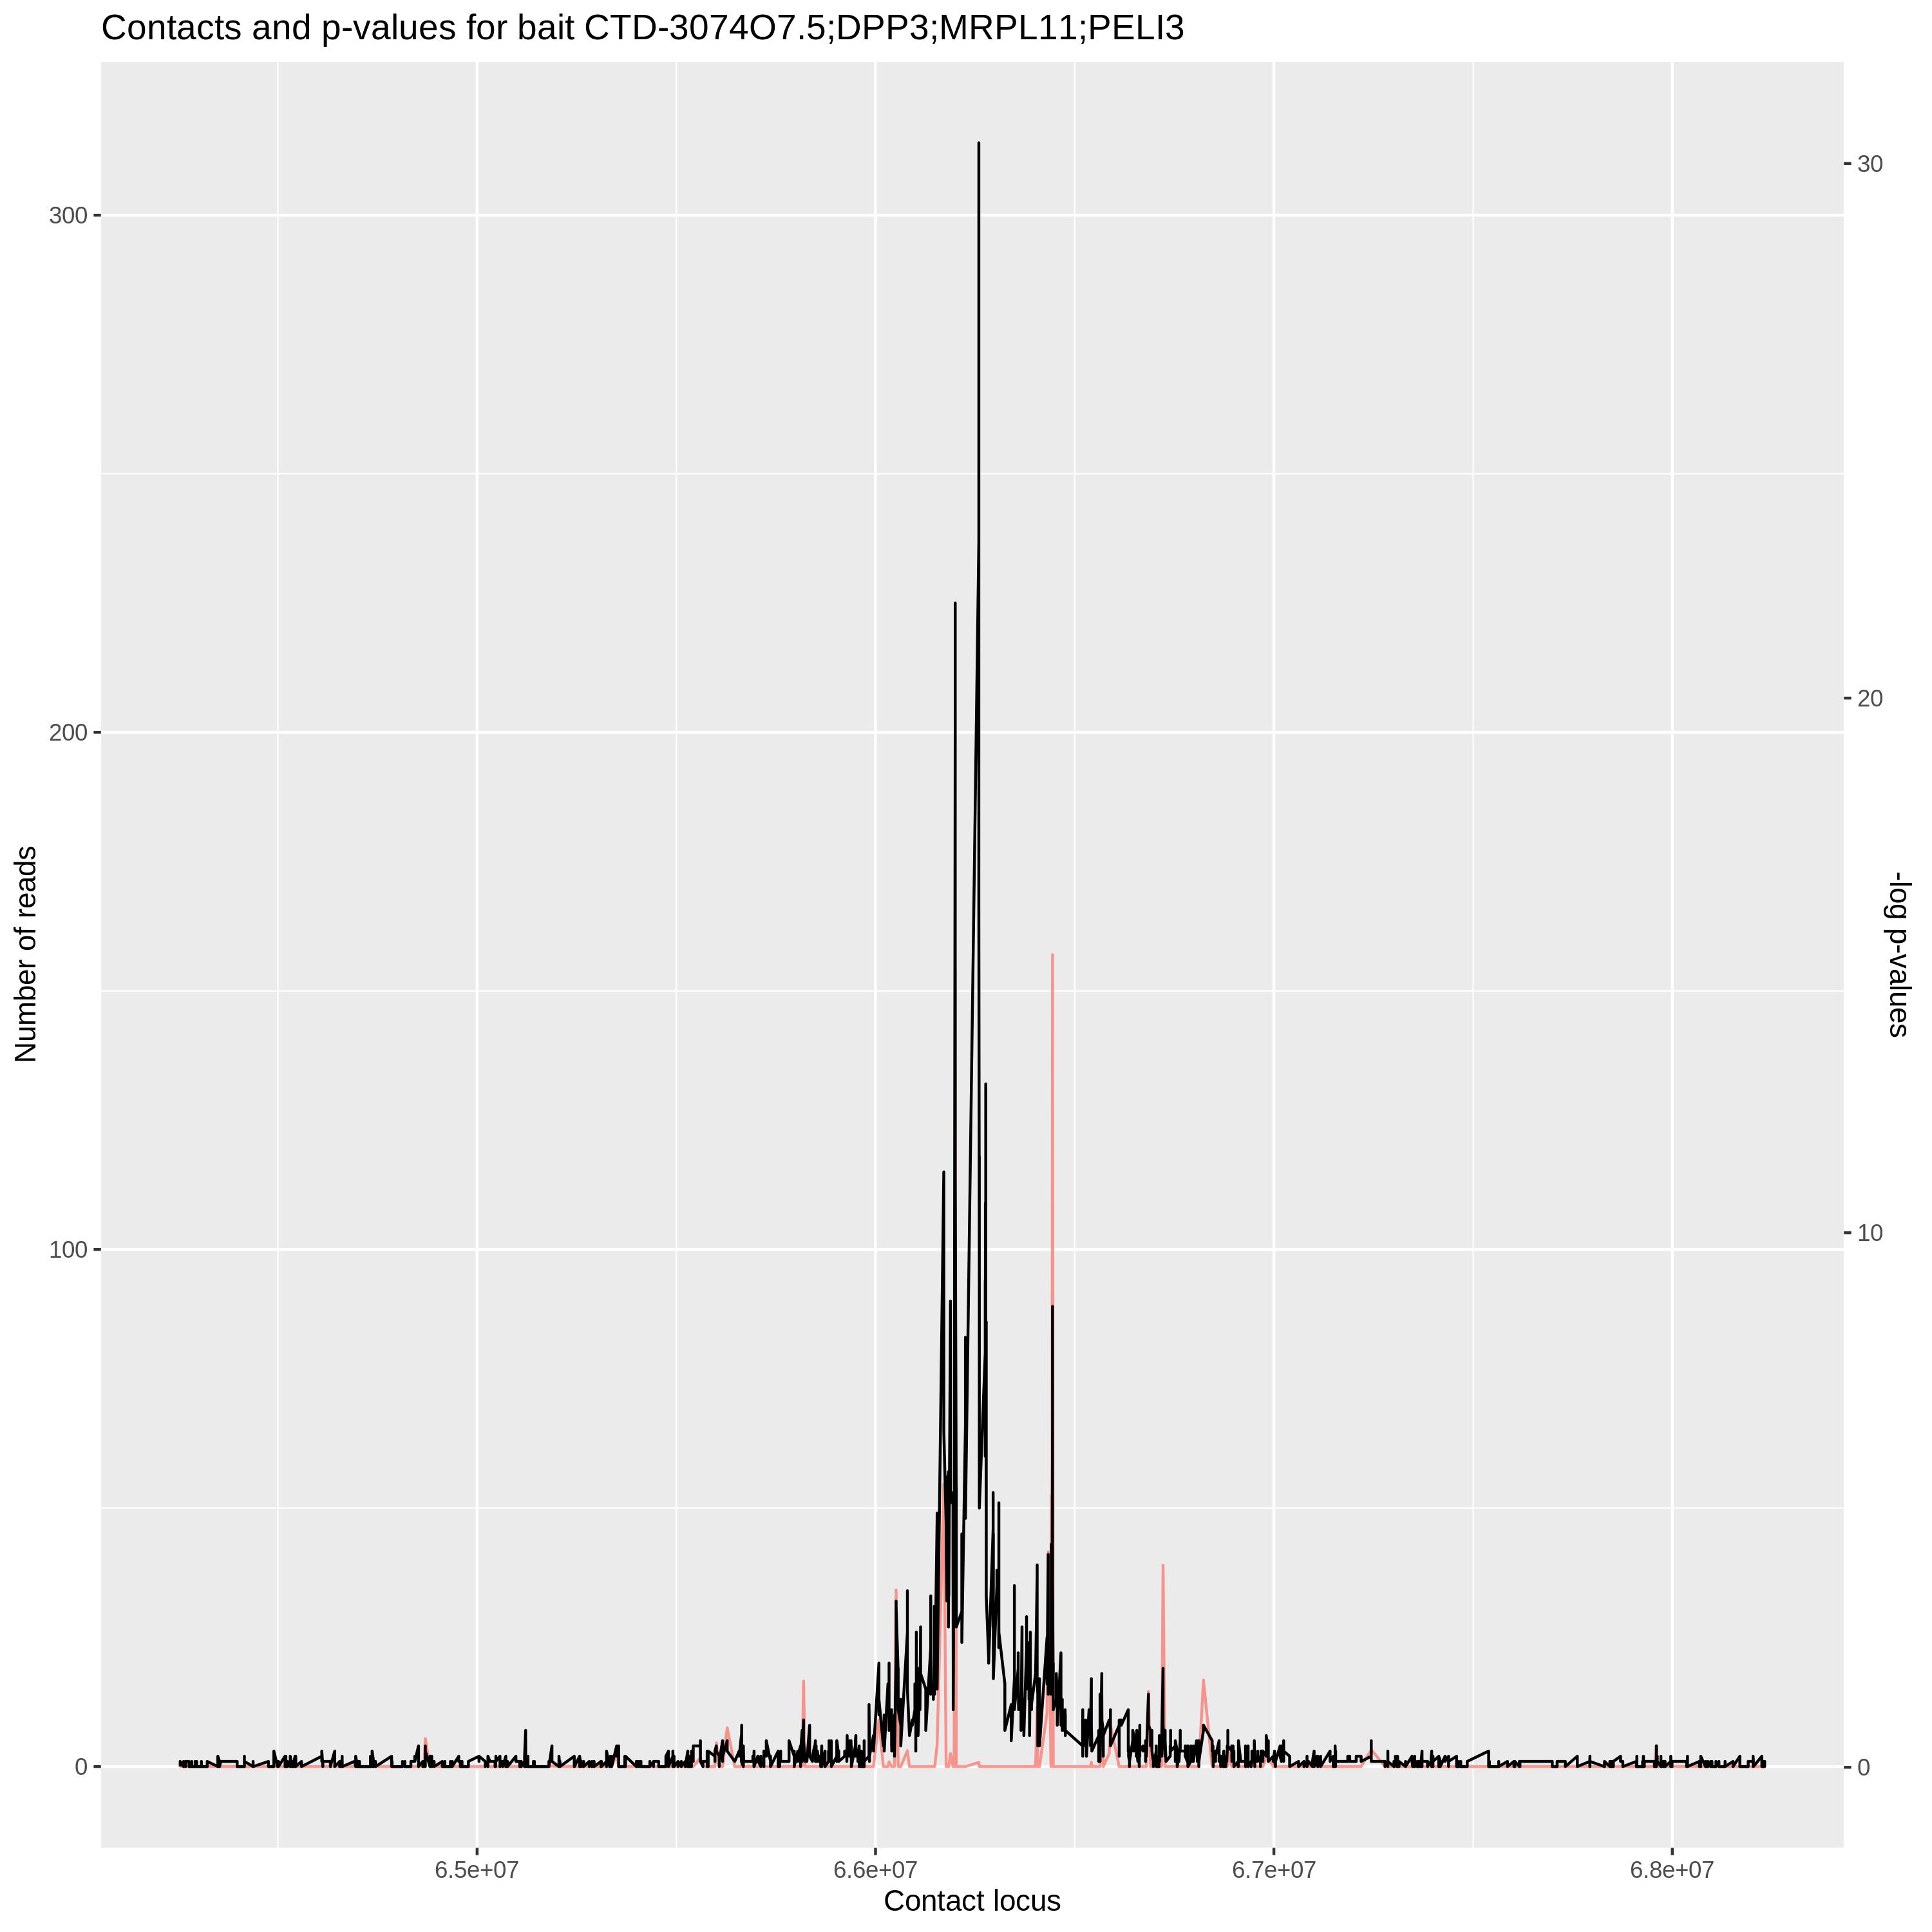 Contacts and p-values for bait CTD-3074O7.5;DPP3;MRPL11;PELI3
300
200
100
0
Number of reads
30
20
10
0
-log p-values
6.5e+07 6.6e+07 6.7e+07 6.8e+07
Contact locus